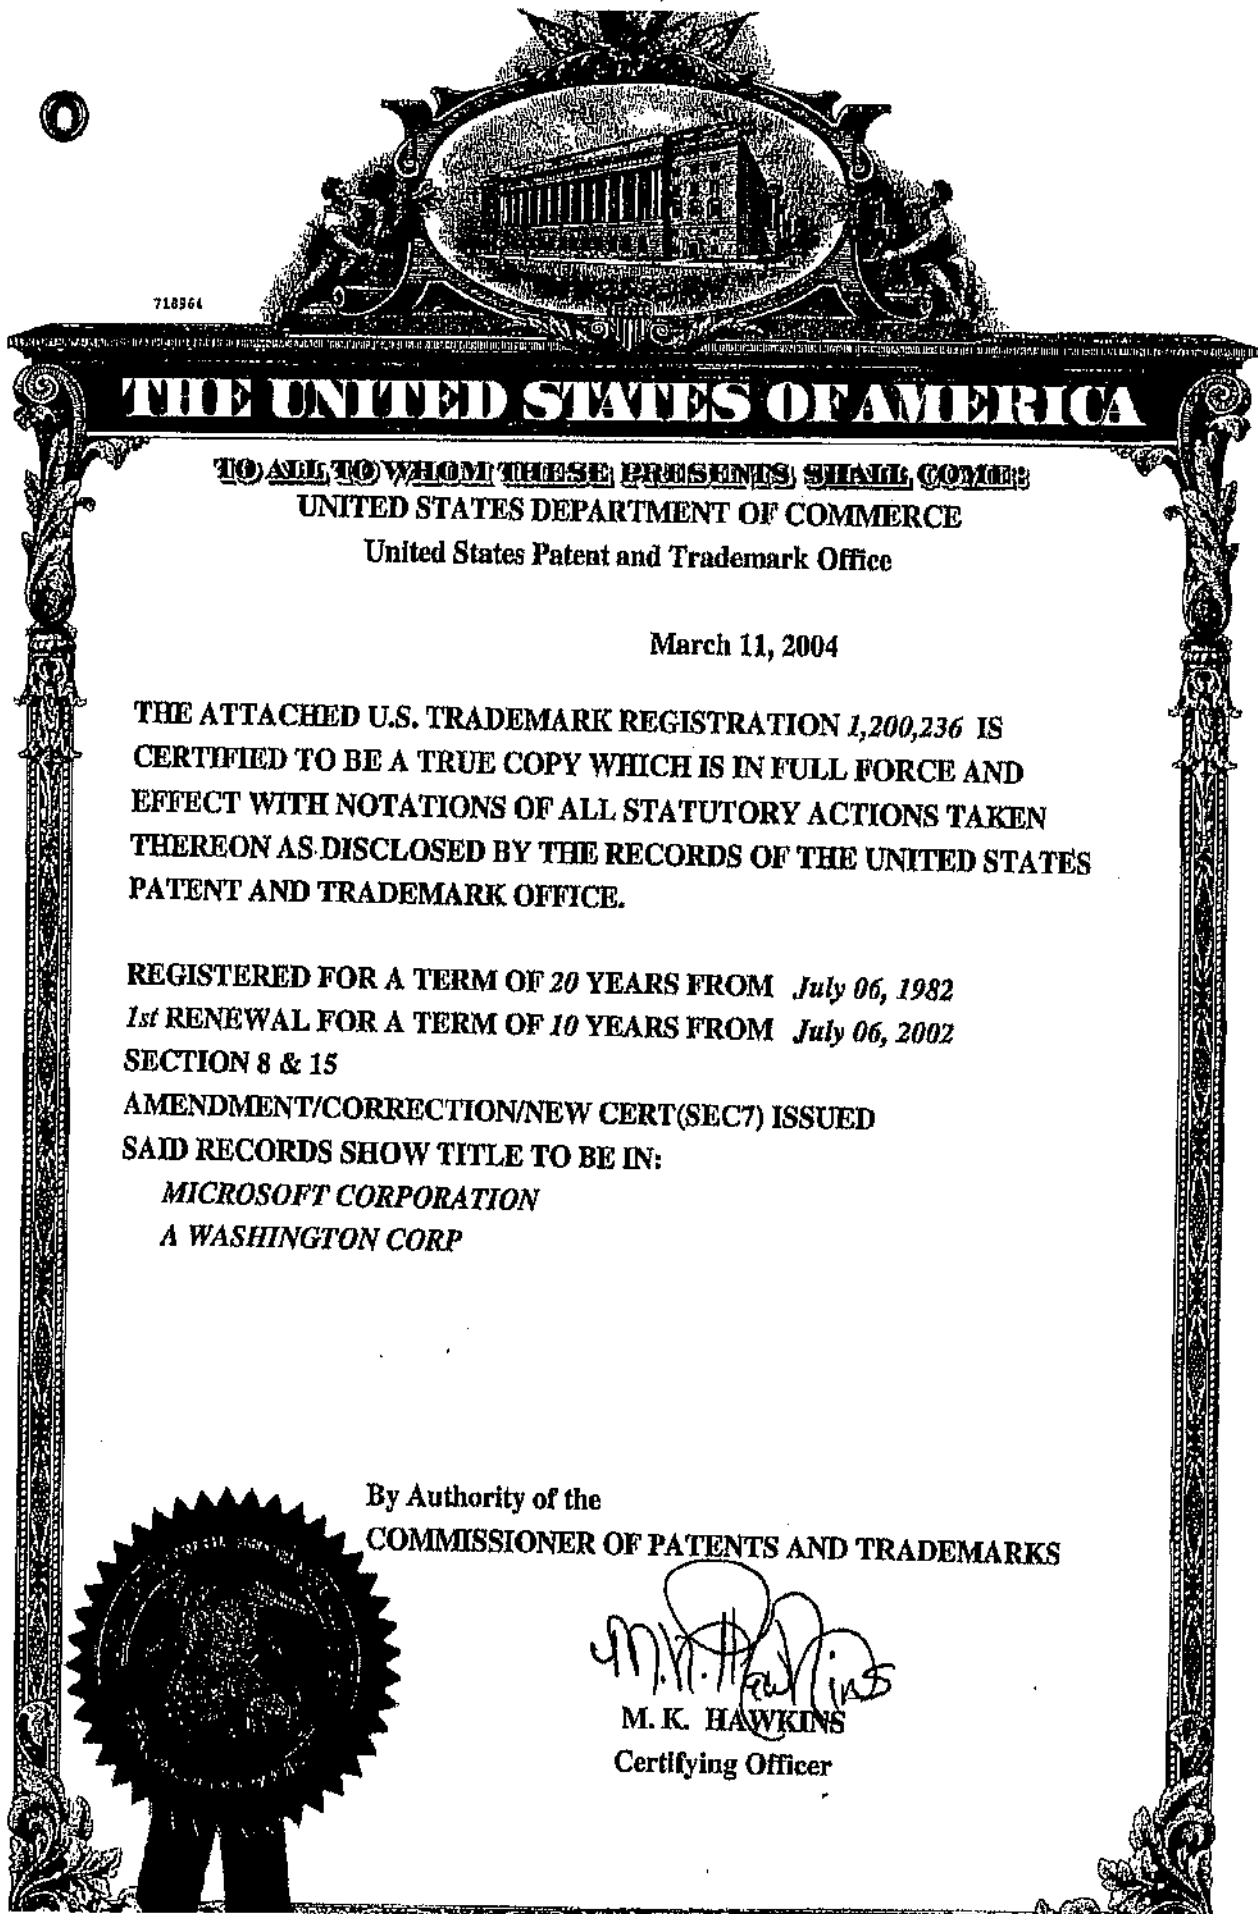 718964
THE UNITED STATES OF AMERICA
TO ALL TO WHOM THESE PRESENTS SHALL COME:
UNITED STATES DEPARTMENT OF COMMERCE
United States Patent and Trademark Office
March 11, 2004
THE ATTACHED U.S. TRADEMARK REGISTRATION 1,200,236 IS
CERTIFIED TO BE A TRUE COPY WHICH IS IN FULL FORCE AND
EFFECT WITH NOTATIONS OF ALL STATUTORY ACTIONS TAKEN
THEREON AS DISCLOSED BY THE RECORDS OF THE UNITED STATES
PATENT AND TRADEMARK OFFICE.
REGISTERED FOR A TERM OF 20 YEARS FROM July 06, 1982
1st RENEWAL FOR A TERM OF 10 YEARS FROM July 06, 2002
SECTION 8 & 15
AMENDMENT/CORRECTION/NEW CERT(SEC7) ISSUED
SAID RECORDS SHOW TITLE TO BE IN:
MICROSOFT CORPORATION
A WASHINGTON CORP
By Authority of the
COMMISSIONER OF PATENTS AND TRADEMARKS
M.K. Hawkins
M. K. HAWKINS
Certifying Officer